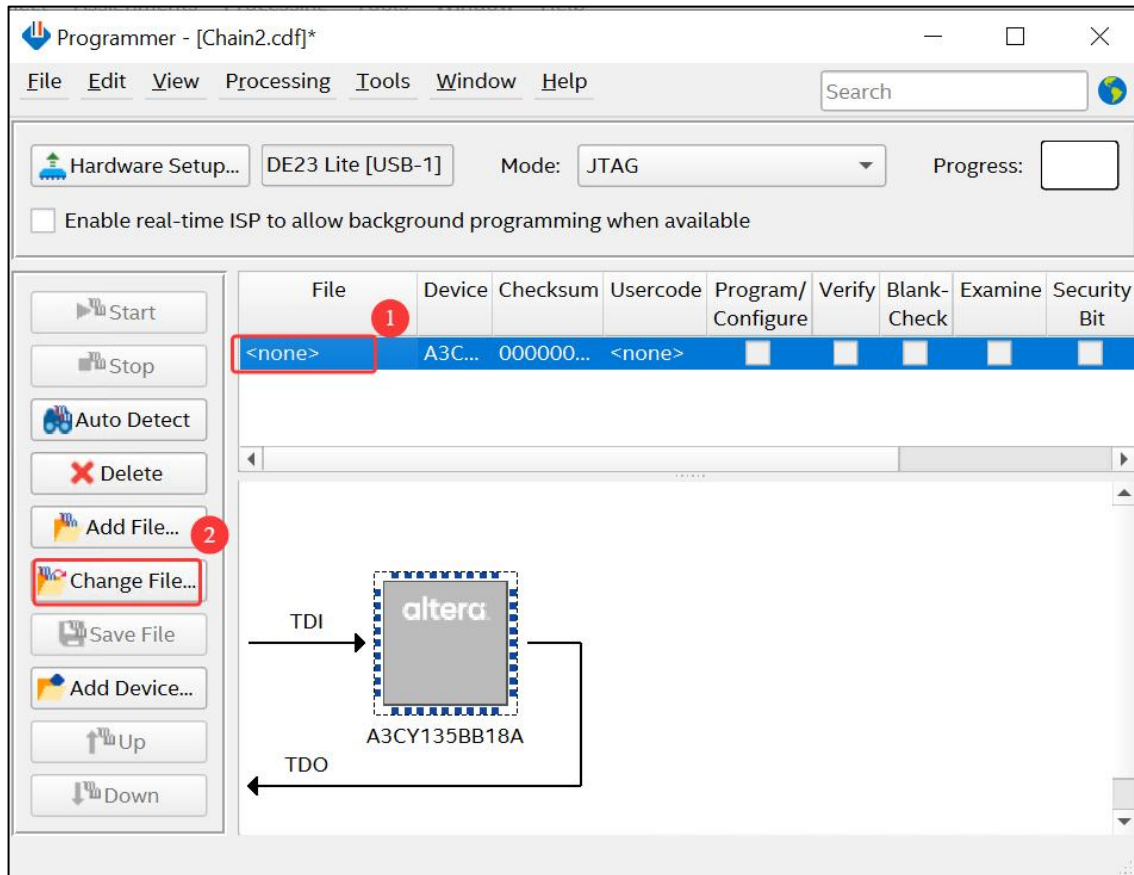 Programmer - [Chain2.cdf]*
File Edit View Processing Tools Window Help
Search
Hardware Setup... DE23 Lite [USB-1] Mode: JTAG Progress:
Enable real-time ISP to allow background programming when available
File Device Checksum Usercode Program/Configure Verify Blank-Check Examine Security Bit
1
<none> A3C... 000000... <none>
Start
Stop
Auto Detect
Delete
Add File...
2
Change File...
Save File
Add Device...
Up
Down
altera
TDI
A3CY135BB18A
TDO